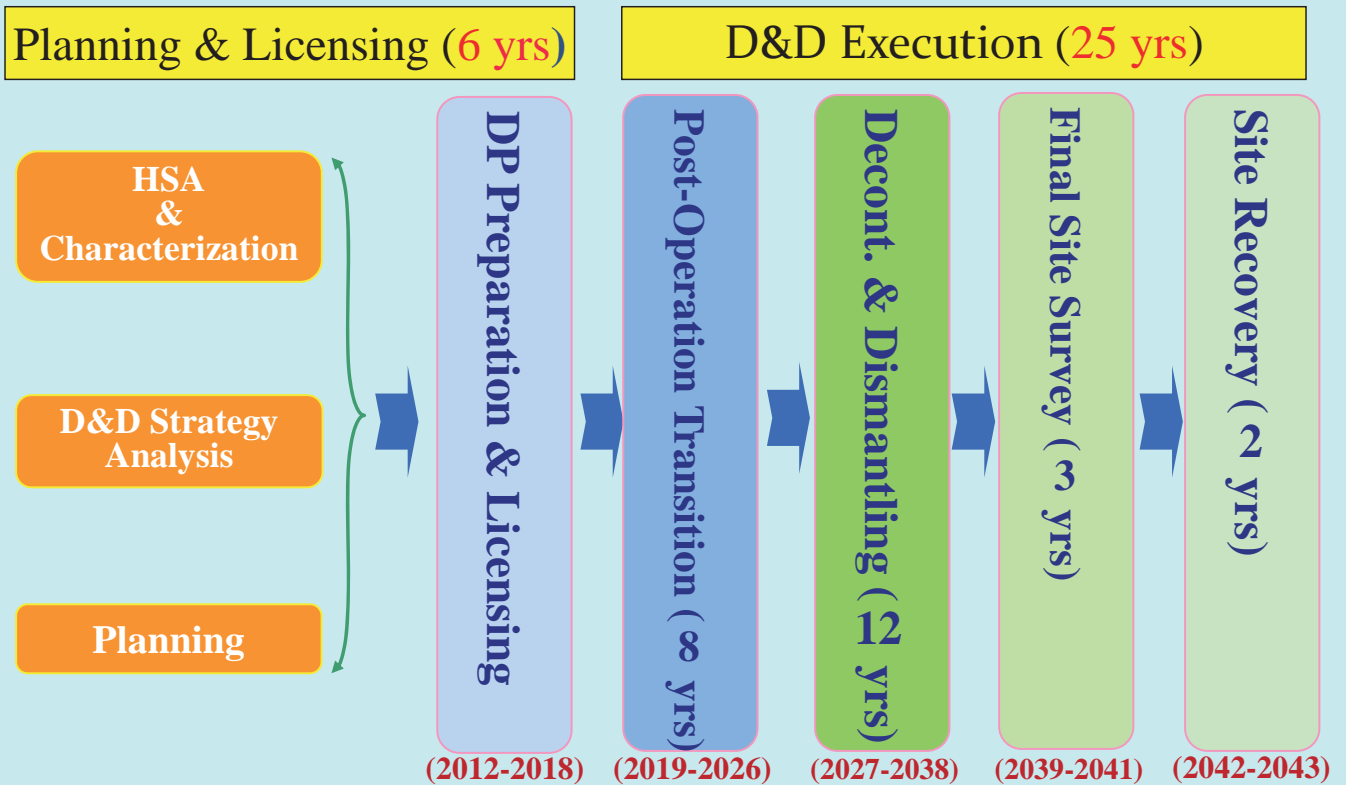 Planning & Licensing (6 yrs)
D&D Execution (25 yrs)
HSA
&
Characterization
D&D Strategy
Analysis
Planning
DP Preparation & Licensing
(2012-2018)
Post-Operation Transition ( 8 yrs)
(2019-2026)
Decont. & Dismantling ( 12 yrs)
(2027-2038)
Final Site Survey ( 3 yrs)
(2039-2041)
Site Recovery ( 2 yrs)
(2042-2043)